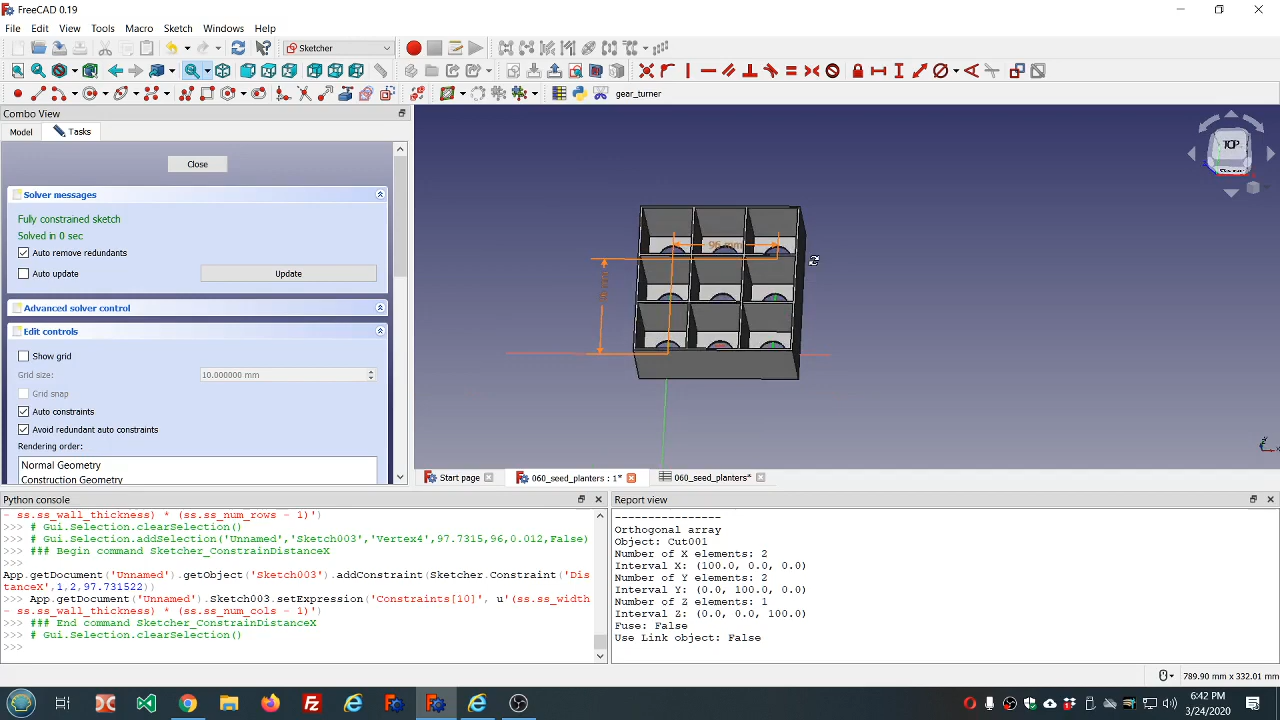 FreeCAD 0.19
File Edit View Tools Macro Sketch Windows Help
Sketcher
gear_turner
Combo View
Model Tasks
Close
Solver messages
Fully constrained sketch
Solved in 0 sec
Auto remove redundants
Auto update
Update
Advanced solver control
Edit controls
Show grid
Grid size:
10.000000 mm
Grid snap
Auto constraints
Avoid redundant auto constraints
Rendering order:
Normal Geometry
Construction Geometry
TOP
96 mm
Start page
060_seed_planters : 1*
060_seed_planters*
Python console
- ss.ss_wall_thickness) * (ss.ss_num_rows - 1)')
>>> # Gui.Selection.clearSelection()
>>> # Gui.Selection.addSelection('Unnamed','Sketch003','Vertex4',97.7315,96,0.012,False)
>>> ### Begin command Sketcher_ConstrainDistanceX
>>>
App.getDocument('Unnamed').getObject('Sketch003').addConstraint(Sketcher.Constraint('Dis
tanceX',1,2,97.731522))
>>> App.getDocument('Unnamed').Sketch003.setExpression('Constraints[10]', u'(ss.ss_width
- ss.ss_wall_thickness) * (ss.ss_num_cols - 1)')
>>> ### End command Sketcher_ConstrainDistanceX
>>> # Gui.Selection.clearSelection()
>>>
Report view
----------------
Orthogonal array
Object: Cut001
Number of X elements: 2
Interval X: (100.0, 0.0, 0.0)
Number of Y elements: 2
Interval Y: (0.0, 100.0, 0.0)
Number of Z elements: 1
Interval Z: (0.0, 0.0, 100.0)
Fuse: False
Use Link object: False
789.90 mm x 332.01 mm
6:42 PM
3/24/2020